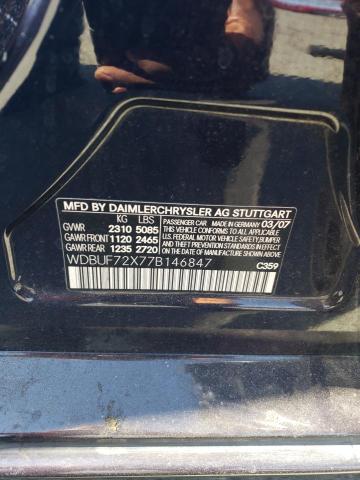 MFD BY DAIMLERCHRYSLER AG STUTTGART
KG LBS PASSENGER CAR MADE IN GERMANY 03/07
GVWR 2310 5085 THIS VEHICLE CONFORMS TO ALL APPLICABLE
GAWR FRONT 1120 2465 U.S. FEDERAL MOTOR VEHICLE SAFETY, BUMPER,
GAWR REAR 1235 2720 AND THEFT PREVENTION STANDARDS IN EFFECT ON THE DATE OF MANUFACTURE SHOWN ABOVE.
WDBUF72X77B146847
C359